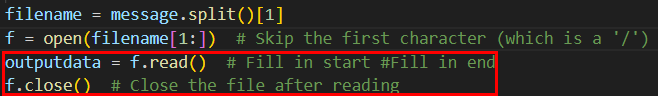 filename = message.split()[1]
f = open(filename[1:])  # Skip the first character (which is a '/')
outputdata = f.read()  # Fill in start #Fill in end
f.close()  # Close the file after reading